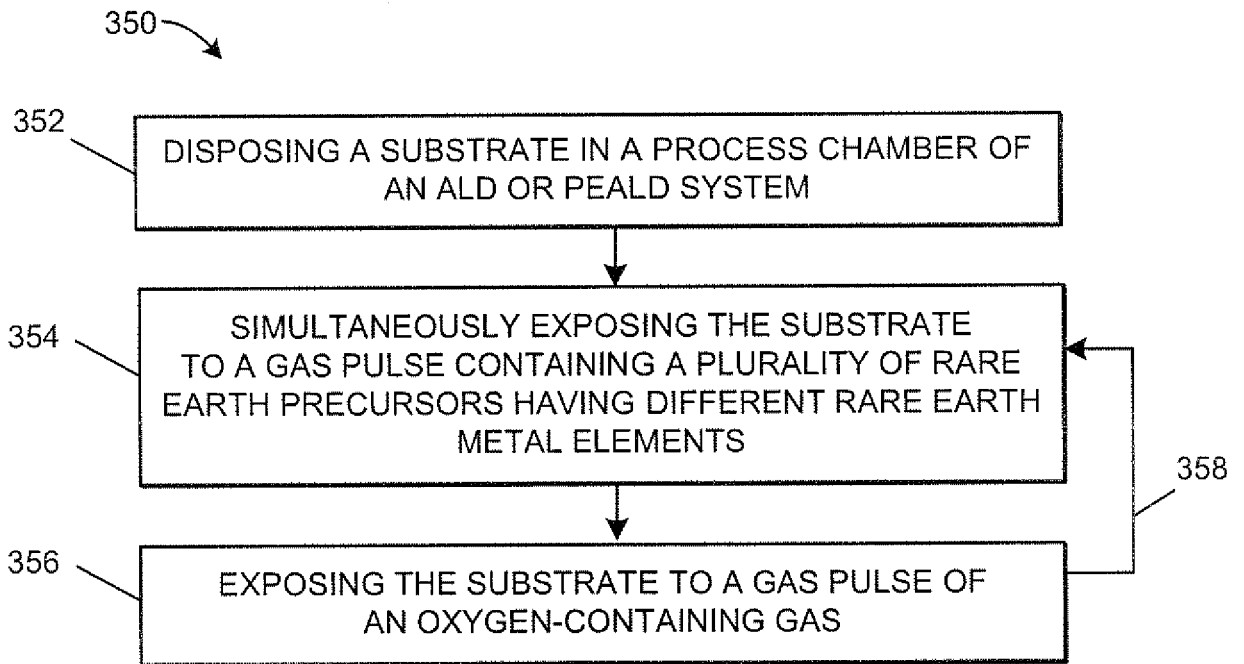 350
352
DISPOSING A SUBSTRATE IN A PROCESS CHAMBER OF
AN ALD OR PEALD SYSTEM
354
SIMULTANEOUSLY EXPOSING THE SUBSTRATE
TO A GAS PULSE CONTAINING A PLURALITY OF RARE
EARTH PRECURSORS HAVING DIFFERENT RARE EARTH
METAL ELEMENTS
358
356
EXPOSING THE SUBSTRATE TO A GAS PULSE OF
AN OXYGEN-CONTAINING GAS